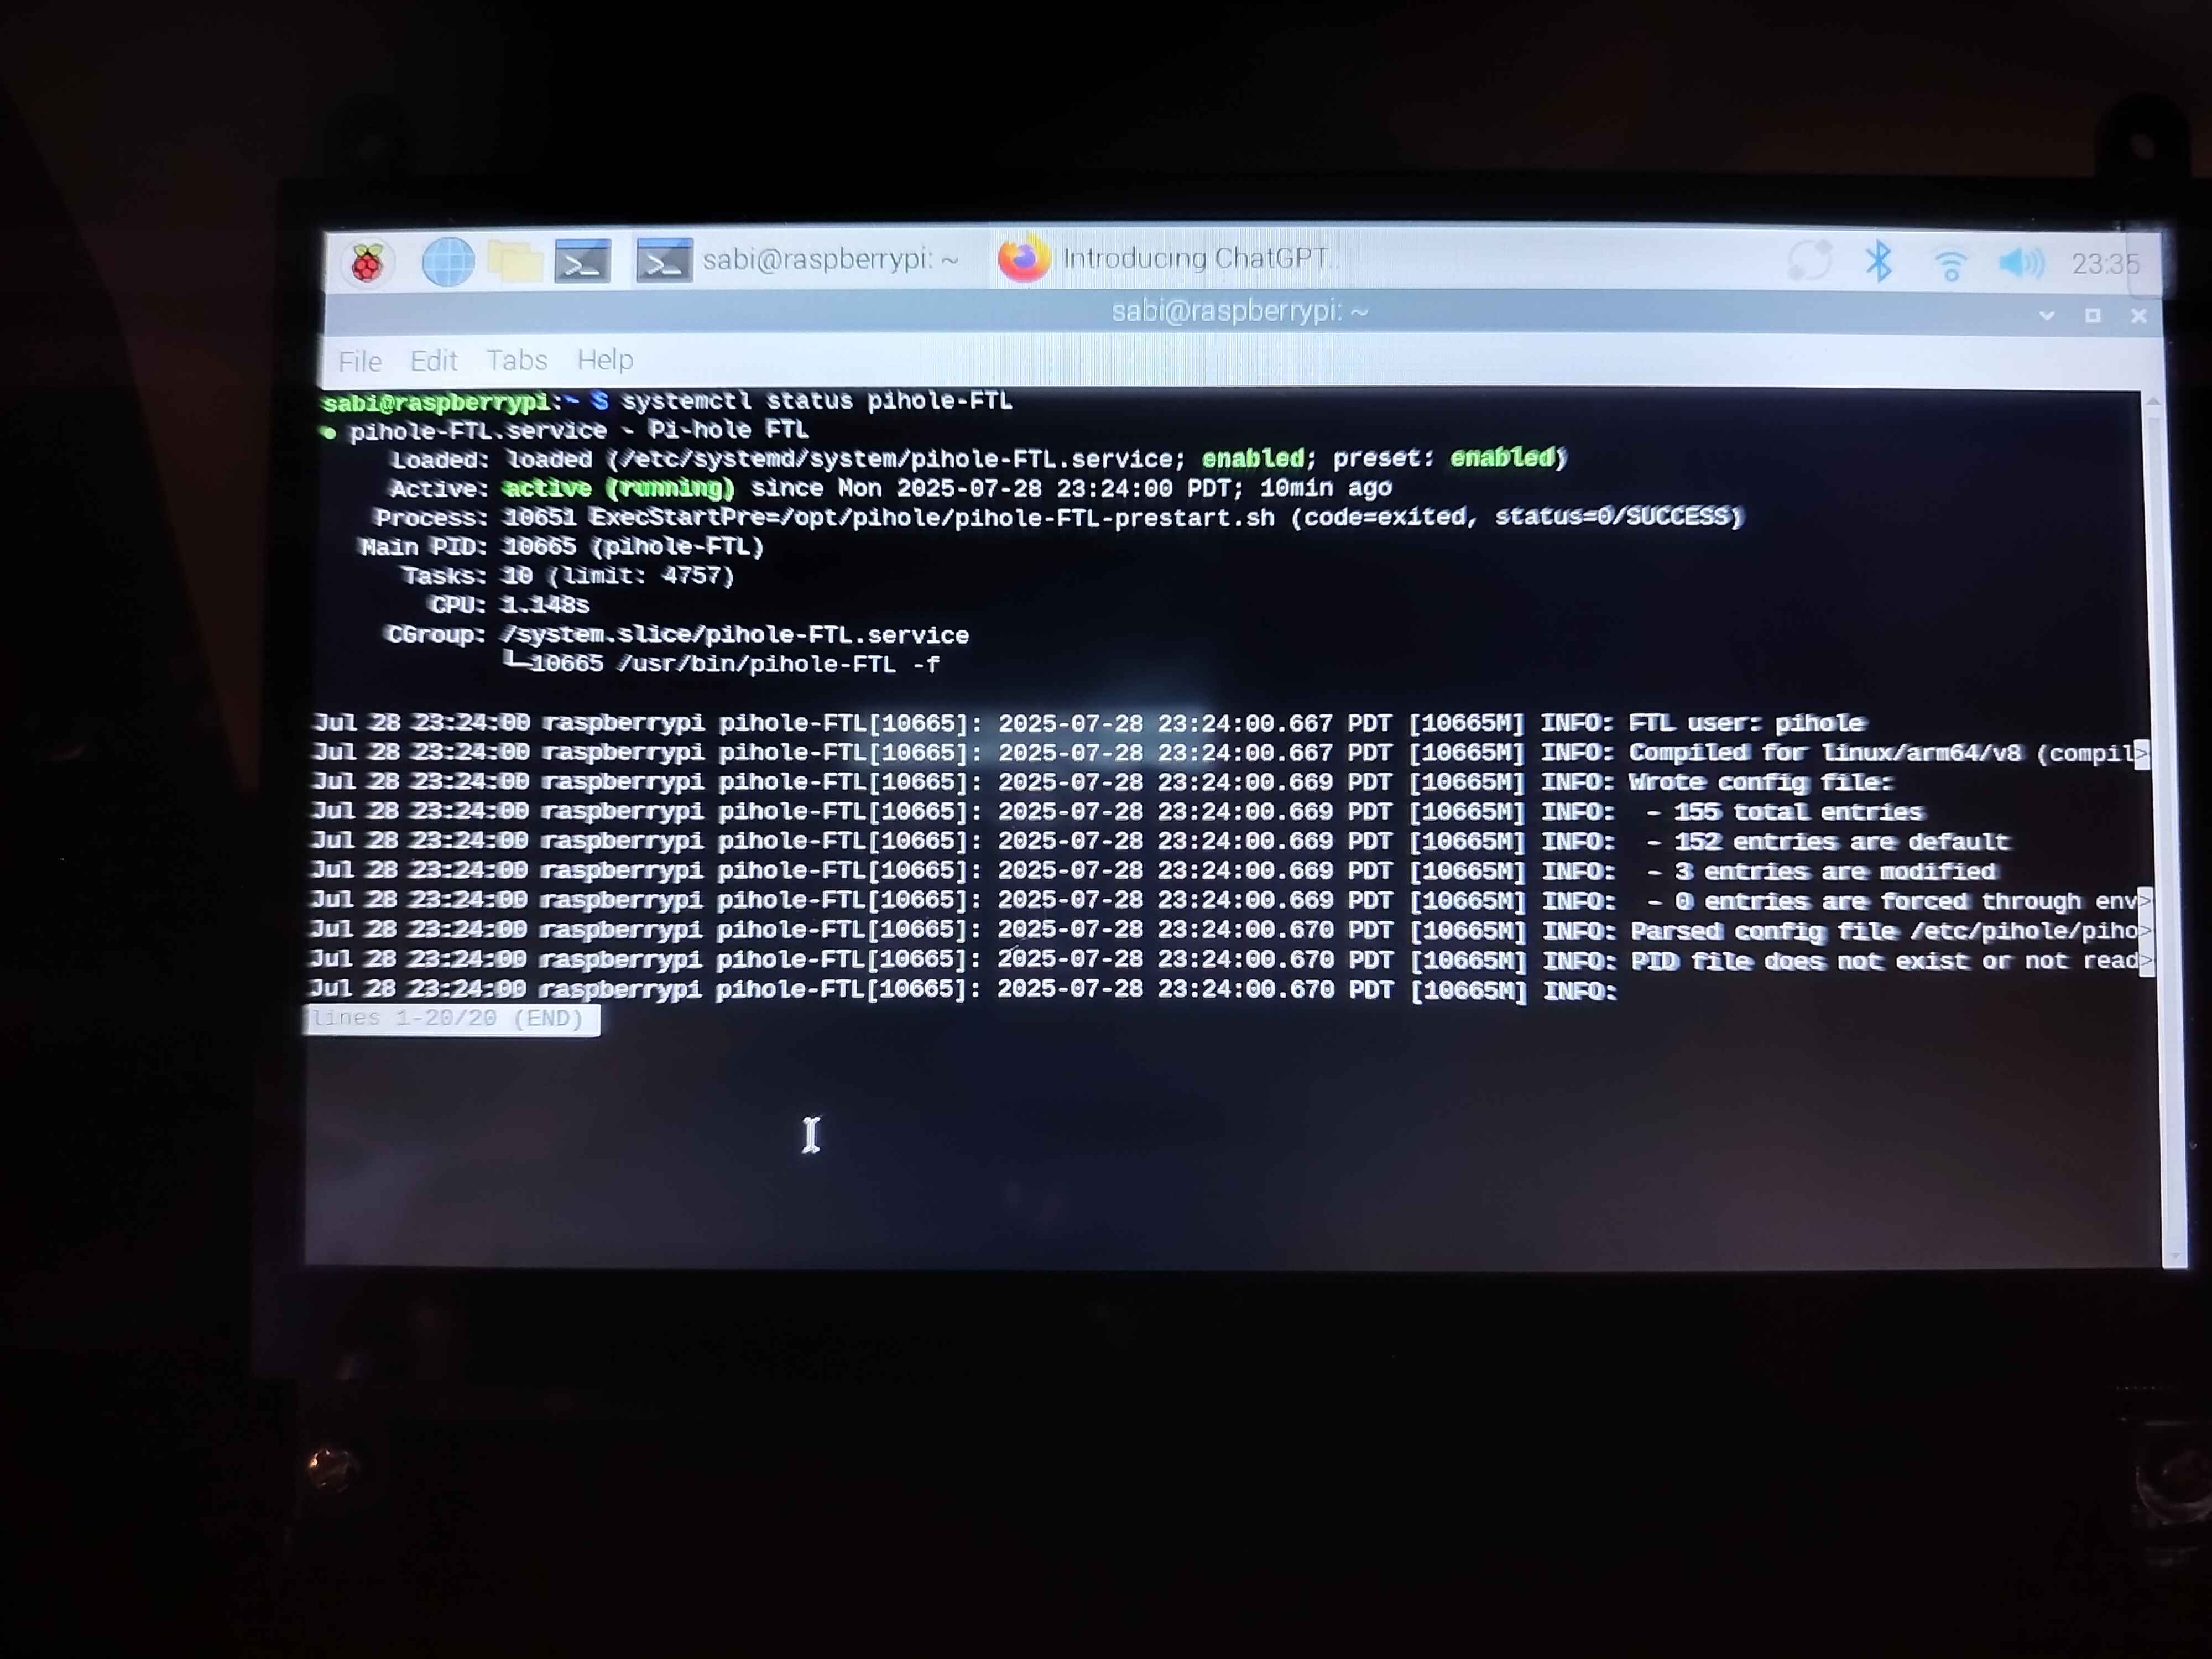 sabi@raspberrypi: ~
Introducing ChatGPT..
23:35
sabi@raspberrypi: ~
File Edit Tabs Help
sabi@raspberrypi:~ $ systemctl status pihole-FTL
● pihole-FTL.service - Pi-hole FTL
Loaded: loaded (/etc/systemd/system/pihole-FTL.service; enabled; preset: enabled)
Active: active (running) since Mon 2025-07-28 23:24:00 PDT; 10min ago
Process: 10651 ExecStartPre=/opt/pihole/pihole-FTL-prestart.sh (code=exited, status=0/SUCCESS)
Main PID: 10665 (pihole-FTL)
Tasks: 10 (limit: 4757)
CPU: 1.148s
CGroup: /system.slice/pihole-FTL.service
└─10665 /usr/bin/pihole-FTL -f
Jul 28 23:24:00 raspberrypi pihole-FTL[10665]: 2025-07-28 23:24:00.667 PDT [10665M] INFO: FTL user: pihole
Jul 28 23:24:00 raspberrypi pihole-FTL[10665]: 2025-07-28 23:24:00.667 PDT [10665M] INFO: Compiled for linux/arm64/v8 (compil>
Jul 28 23:24:00 raspberrypi pihole-FTL[10665]: 2025-07-28 23:24:00.669 PDT [10665M] INFO: Wrote config file:
Jul 28 23:24:00 raspberrypi pihole-FTL[10665]: 2025-07-28 23:24:00.669 PDT [10665M] INFO: - 155 total entries
Jul 28 23:24:00 raspberrypi pihole-FTL[10665]: 2025-07-28 23:24:00.669 PDT [10665M] INFO: - 152 entries are default
Jul 28 23:24:00 raspberrypi pihole-FTL[10665]: 2025-07-28 23:24:00.669 PDT [10665M] INFO: - 3 entries are modified
Jul 28 23:24:00 raspberrypi pihole-FTL[10665]: 2025-07-28 23:24:00.669 PDT [10665M] INFO: - 0 entries are forced through env>
Jul 28 23:24:00 raspberrypi pihole-FTL[10665]: 2025-07-28 23:24:00.670 PDT [10665M] INFO: Parsed config file /etc/pihole/piho>
Jul 28 23:24:00 raspberrypi pihole-FTL[10665]: 2025-07-28 23:24:00.670 PDT [10665M] INFO: PID file does not exist or not read>
Jul 28 23:24:00 raspberrypi pihole-FTL[10665]: 2025-07-28 23:24:00.670 PDT [10665M] INFO:
lines 1-20/20 (END)